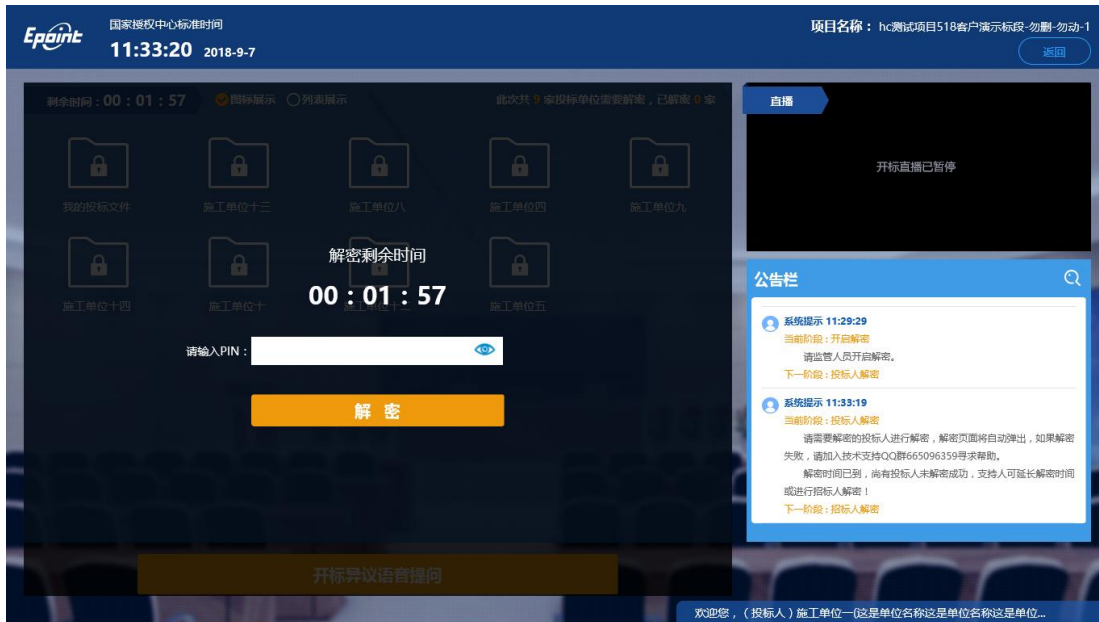 Epoint
国家授权中心标准时间
11:33:20 2018-9-7
项目名称：hc测试项目518客户演示标段-勿删-勿动-1
返回
剩余时间：00：01：57 图标展示 列表展示 此次共9家投标单位需要解密，已解密0家
我的投标文件 施工单位十三 施工单位八 施工单位四 施工单位九
解密剩余时间
00：01：57
施工单位十四 施工单位十 施工单位十二 施工单位五
请输入PIN：
解 密
开标异议语音提问
直播
开标直播已暂停
公告栏
系统提示 11:29:29
当前阶段：开启解密
请监管人员开启解密。
下一阶段：投标人解密
系统提示 11:33:19
当前阶段：投标人解密
请需要解密的投标人进行解密，解密页面将自动弹出，如果解密
失败，请加入技术支持QQ群665096359寻求帮助。
解密时间已到，尚有投标人未解密成功，支持人可延长解密时间
或进行招标人解密！
下一阶段：招标人解密
欢迎您，（投标人）施工单位一(这是单位名称这是单位名称这是单位...